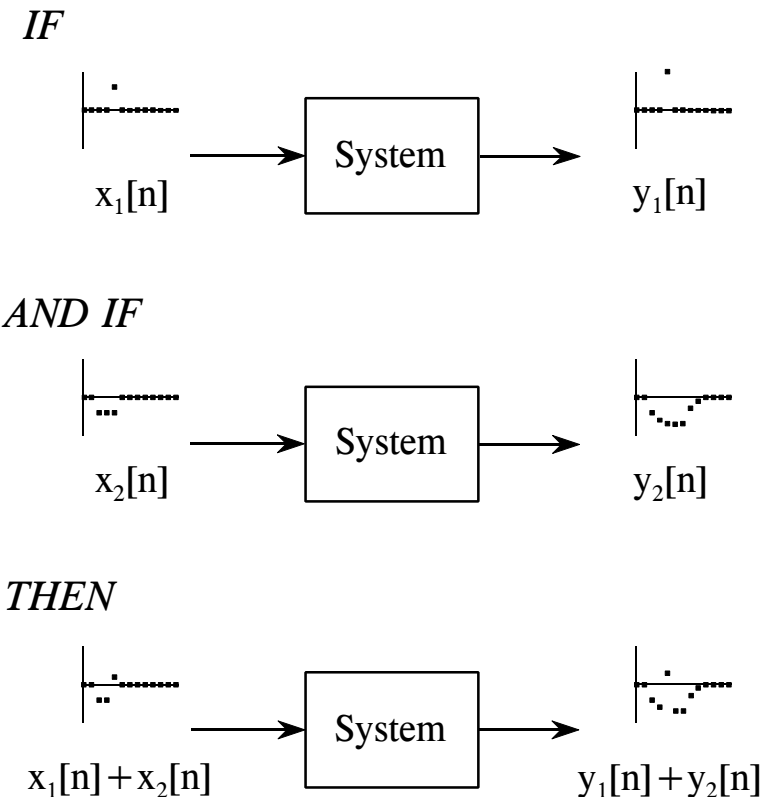 IF
System
x₁[n]
y₁[n]
AND IF
System
x₂[n]
y₂[n]
THEN
System
x₁[n]+x₂[n]
y₁[n]+y₂[n]